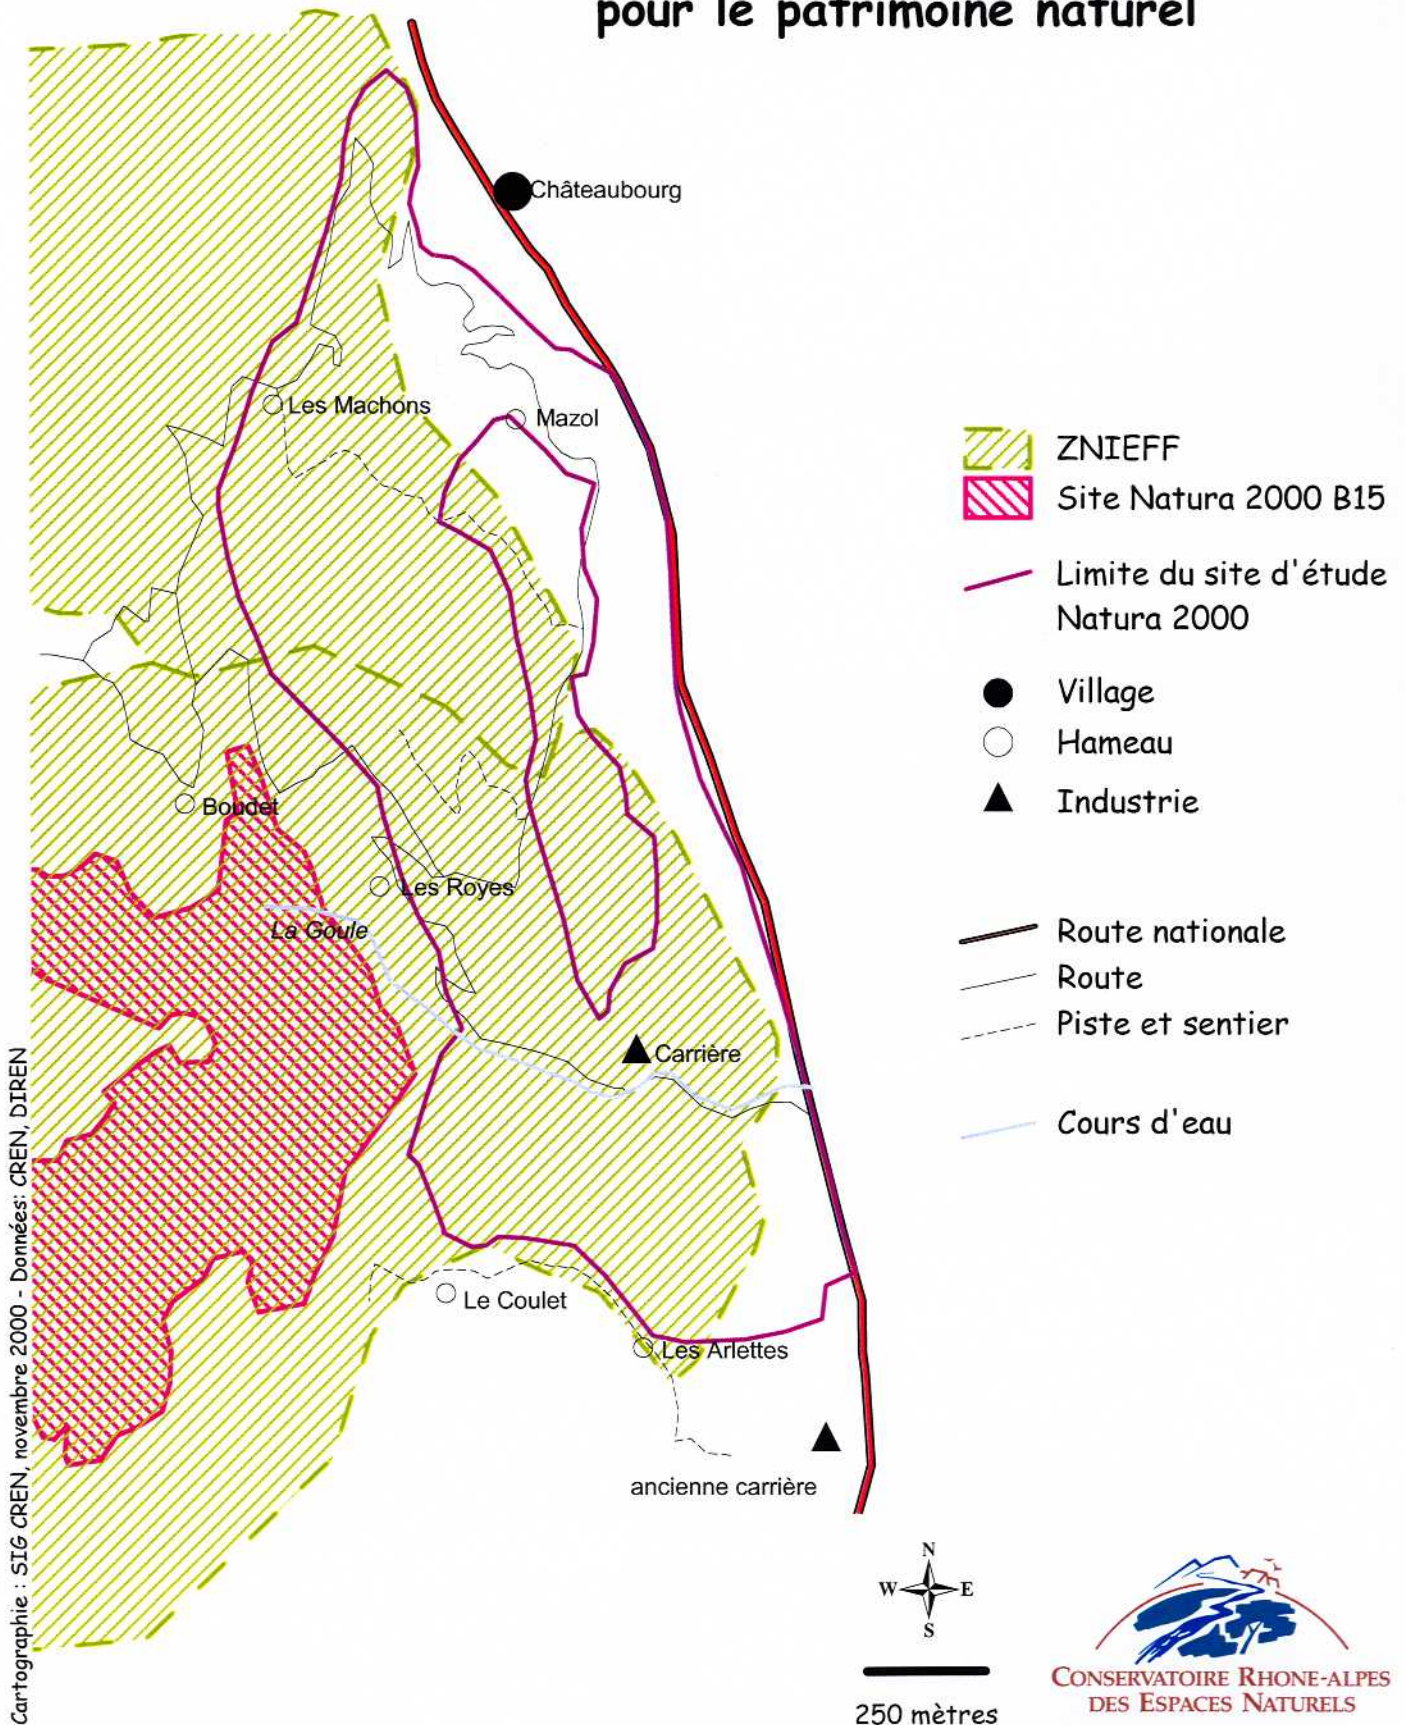 pour le patrimoine naturel
Châteaubourg
Les Machons
Mazol
ZNIEFF
Site Natura 2000 B15
Limite du site d'étude
Natura 2000
Village
Hameau
Industrie
Boudet
Les Royes
La Goule
Route nationale
Route
Piste et sentier
Carrière
Cours d'eau
Le Coulet
Les Arlettes
ancienne carrière
Cartographie : SIG CREN, novembre 2000 - Données: CREN, DIREN
N
W E
S
250 mètres
CONSERVATOIRE RHONE-ALPES
DES ESPACES NATURELS